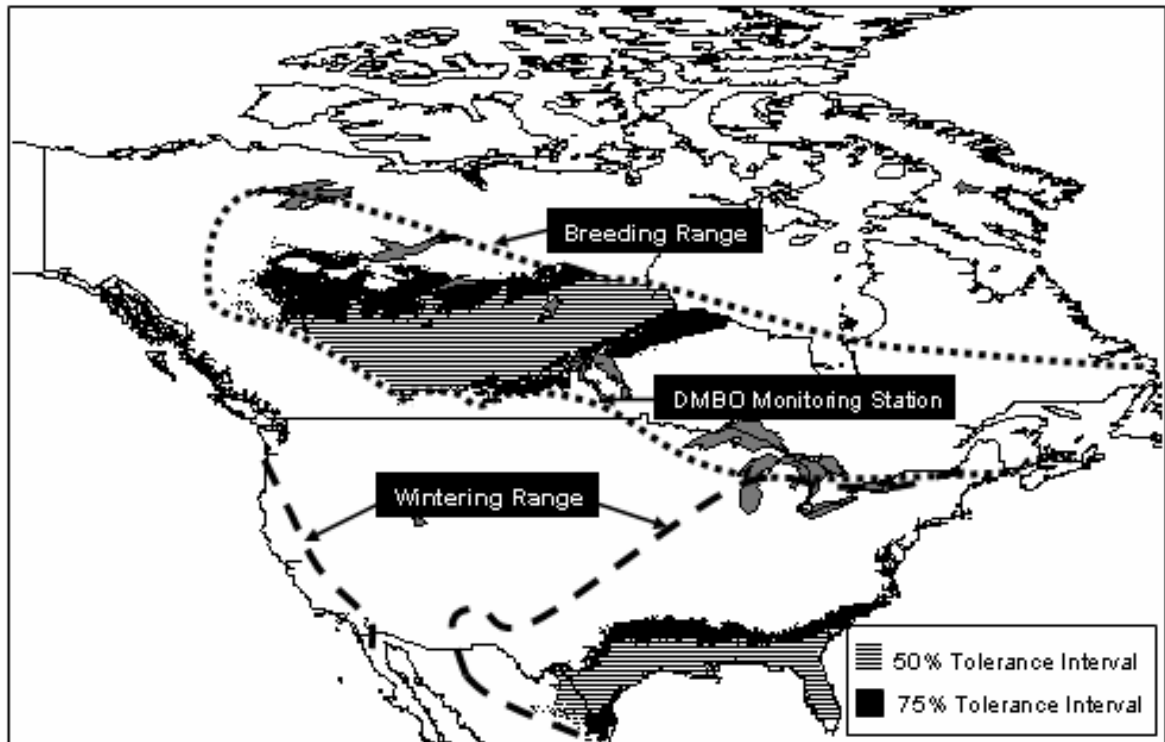 Breeding Range
DMBO Monitoring Station
Wintering Range
50% Tolerance Interval
75% Tolerance Interval